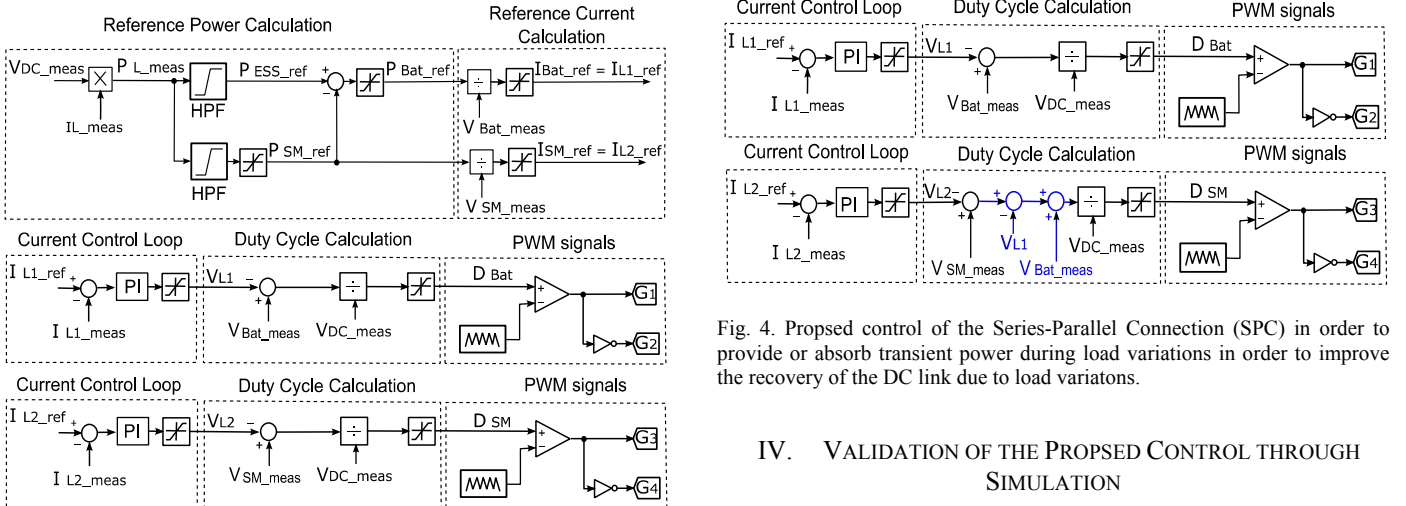 Reference Power Calculation
Reference Current
Calculation
VDC_meas
P L_meas
P ESS_ref
+
−
P Bat_ref
IBat_ref = IL1_ref
×
HPF
÷
IL_meas
V Bat_meas
P SM_ref
ISM_ref = IL2_ref
HPF
÷
V SM_meas
Current Control Loop
Duty Cycle Calculation
PWM signals
I L1_ref
+
−
PI
VL1
−
+
÷
D Bat
+
−
G1
I L1_meas
VBat_meas
VDC_meas
G2
Current Control Loop
Duty Cycle Calculation
PWM signals
I L2_ref
+
−
PI
VL2
−
+
÷
D SM
+
−
G3
I L2_meas
V SM_meas
VDC_meas
G4
Current Control Loop
Duty Cycle Calculation
PWM signals
I L1_ref
+
−
PI
VL1
−
+
÷
D Bat
+
−
G1
I L1_meas
VBat_meas
VDC_meas
G2
Current Control Loop
Duty Cycle Calculation
PWM signals
I L2_ref
+
−
PI
VL2
−
+
+
−
+
+
÷
D SM
+
−
G3
I L2_meas
VL1
VDC_meas
V SM_meas
V Bat_meas
G4
Fig. 4. Propsed control of the Series-Parallel Connection (SPC) in order to
provide or absorb transient power during load variations in order to improve
the recovery of the DC link due to load variatons.
IV. VALIDATION OF THE PROPSED CONTROL THROUGH
SIMULATION